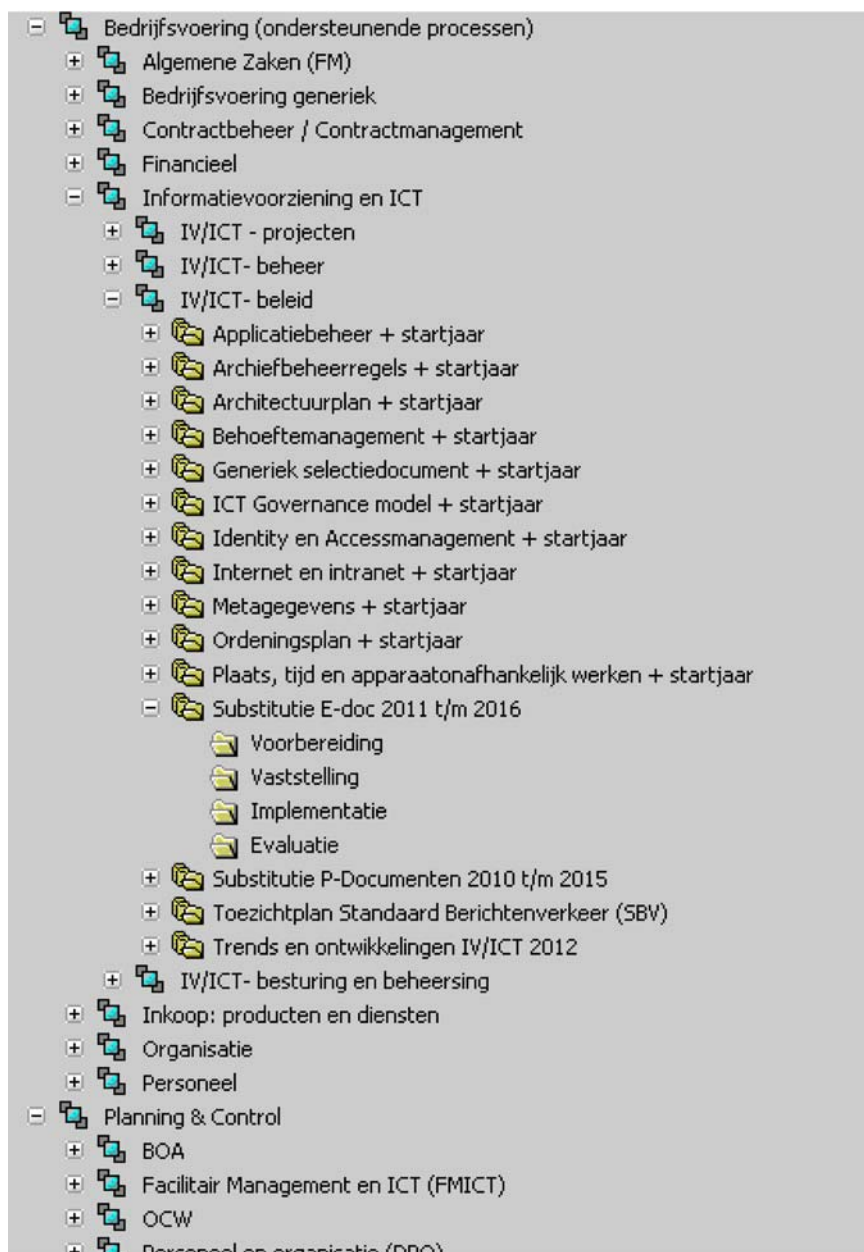 Bedrijfsvoering (ondersteunende processen)
Algemene Zaken (FM)
Bedrijfsvoering generiek
Contractbeheer / Contractmanagement
Financieel
Informatievoorziening en ICT
IV/ICT - projecten
IV/ICT- beheer
IV/ICT- beleid
Applicatiebeheer + startjaar
Archiefbeheerregels + startjaar
Architectuurplan + startjaar
Behoeftemanagement + startjaar
Generiek selectiedocument + startjaar
ICT Governance model + startjaar
Identity en Accessmanagement + startjaar
Internet en intranet + startjaar
Metagegevens + startjaar
Ordeningsplan + startjaar
Plaats, tijd en apparaatonafhankelijk werken + startjaar
Substitutie E-doc 2011 t/m 2016
Voorbereiding
Vaststelling
Implementatie
Evaluatie
Substitutie P-Documenten 2010 t/m 2015
Toezichtplan Standaard Berichtenverkeer (SBV)
Trends en ontwikkelingen IV/ICT 2012
IV/ICT- besturing en beheersing
Inkoop: producten en diensten
Organisatie
Personeel
Planning & Control
BOA
Facilitair Management en ICT (FMICT)
OCW
Personeel en organisatie